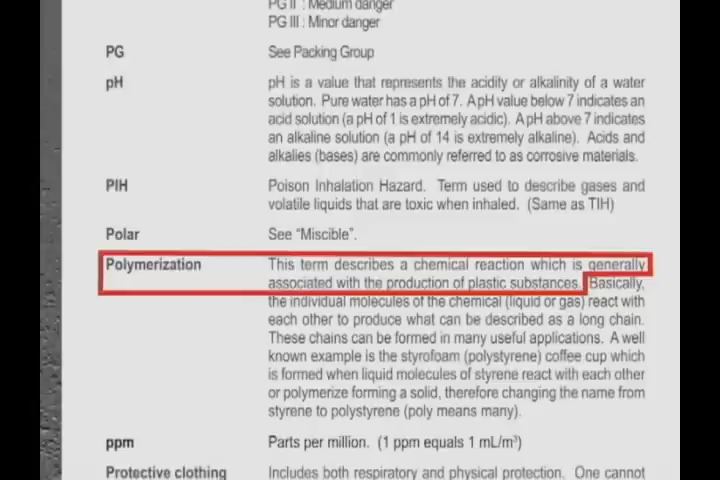 PG II : Medium danger
PG III : Minor danger
PG See Packing Group
pH pH is a value that represents the acidity or alkalinity of a water
solution. Pure water has a pH of 7. A pH value below 7 indicates an
acid solution (a pH of 1 is extremely acidic). A pH above 7 indicates
an alkaline solution (a pH of 14 is extremely alkaline). Acids and
alkalies (bases) are commonly referred to as corrosive materials.
PIH Poison Inhalation Hazard. Term used to describe gases and
volatile liquids that are toxic when inhaled. (Same as TIH)
Polar See “Miscible”.
Polymerization This term describes a chemical reaction which is generally
associated with the production of plastic substances. Basically,
the individual molecules of the chemical (liquid or gas) react with
each other to produce what can be described as a long chain.
These chains can be formed in many useful applications. A well
known example is the styrofoam (polystyrene) coffee cup which
is formed when liquid molecules of styrene react with each other
or polymerize forming a solid, therefore changing the name from
styrene to polystyrene (poly means many).
ppm Parts per million. (1 ppm equals 1 mL/m³)
Protective clothing Includes both respiratory and physical protection. One cannot